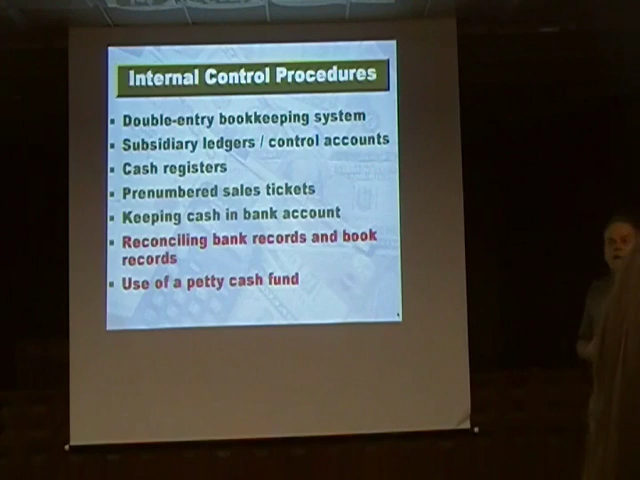 Internal Control Procedures
▪ Double-entry bookkeeping system
▪ Subsidiary ledgers / control accounts
▪ Cash registers
▪ Prenumbered sales tickets
▪ Keeping cash in bank account
▪ Reconciling bank records and book
records
▪ Use of a petty cash fund